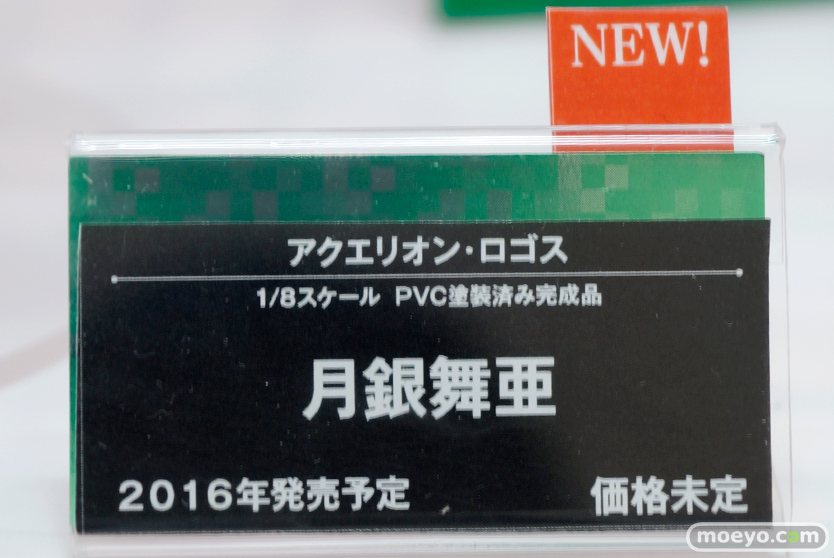 NEW!
アクエリオン・ロゴス
1/8スケール PVC塗装済み完成品
月銀舞亜
2016年発売予定 価格未定
moeyo.com